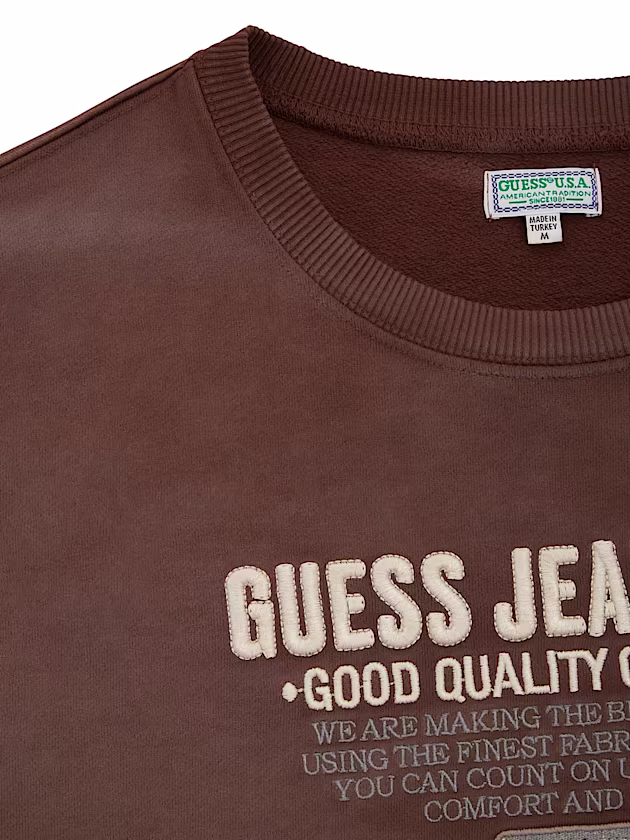 GUESS® U.S.A.
AMERICAN TRADITION
SINCE 1981
MADE IN
TURKEY
M
GUESS JEA
•GOOD QUALITY
WE ARE MAKING THE B
USING THE FINEST FABR
YOU CAN COUNT ON U
COMFORT AND